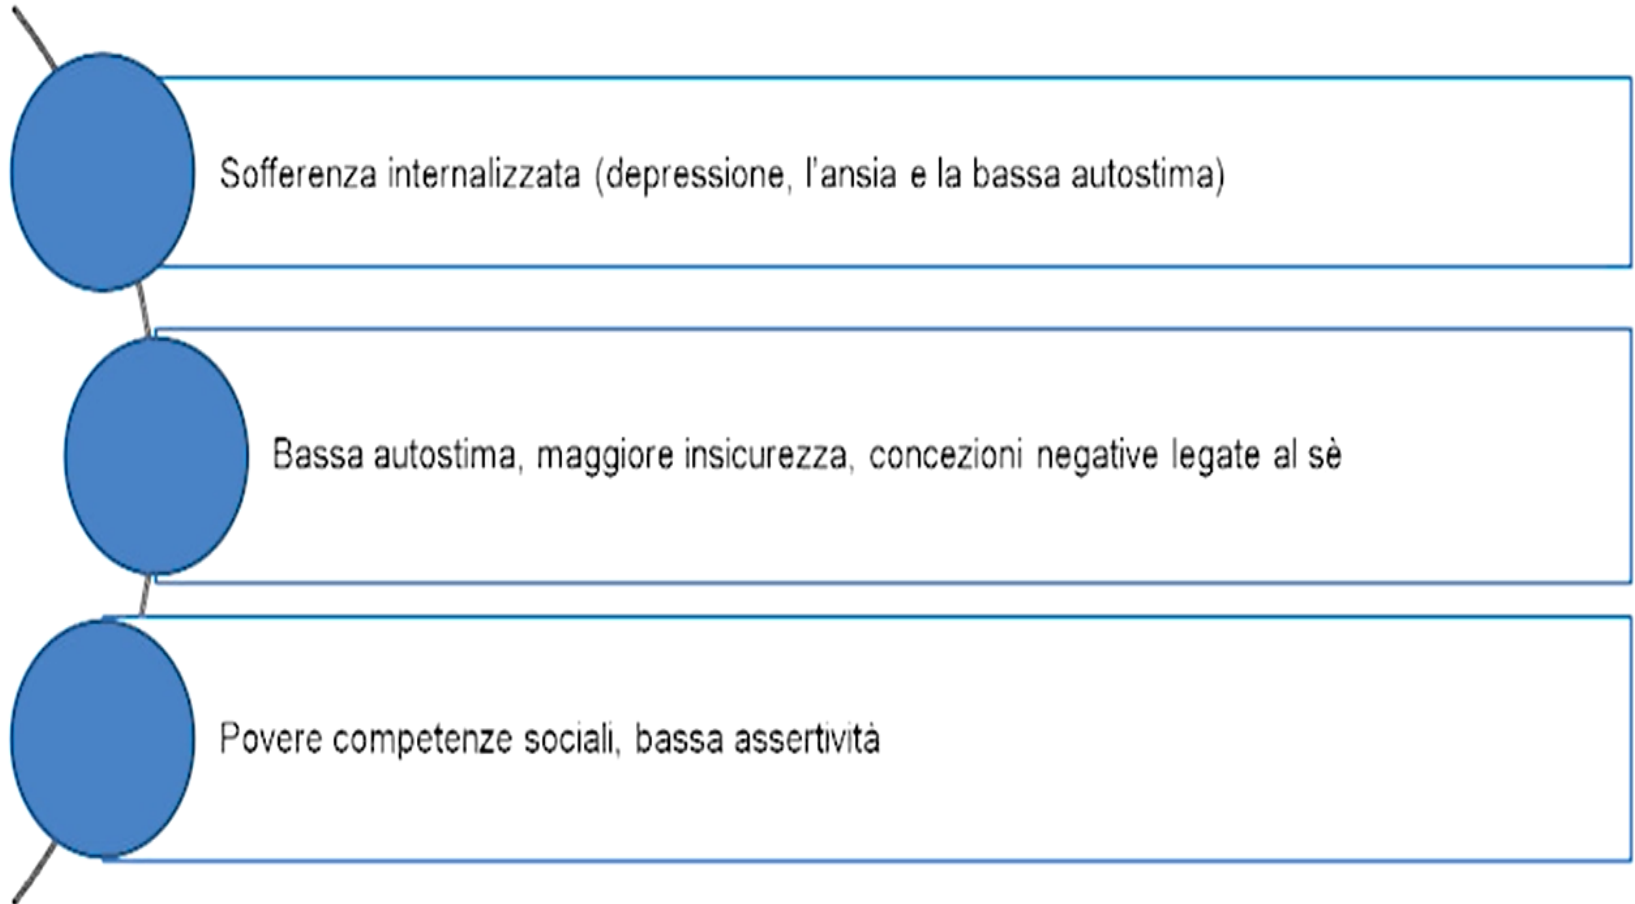 Sofferenza internalizzata (depressione, l'ansia e la bassa autostima)
Bassa autostima, maggiore insicurezza, concezioni negative legate al sè
Povere competenze sociali, bassa assertività